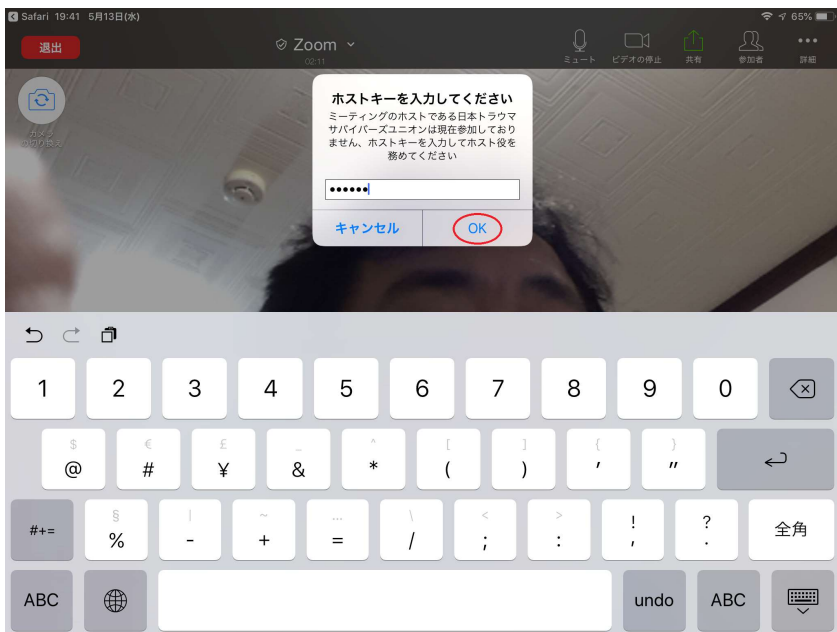 Safari 19:41 5月13日(水) 65%
退出 Zoom
02:11
ミュート ビデオの停止 共有 参加者 詳細
カメラ
切り換え
ホストキーを入力してください
ミーティングのホストである日本トラウマ
サバイバーズユニオンは現在参加しており
ません、ホストキーを入力してホスト役を
務めてください
••••••
キャンセル OK
1 2 3 4 5 6 7 8 9 0
$ € £ _ ^ [ ] { }
@ # ¥ & * ( ) ' "
§ | ~ … \ < > ! ?
#+= % - + = / ; : , . 全角
ABC undo ABC